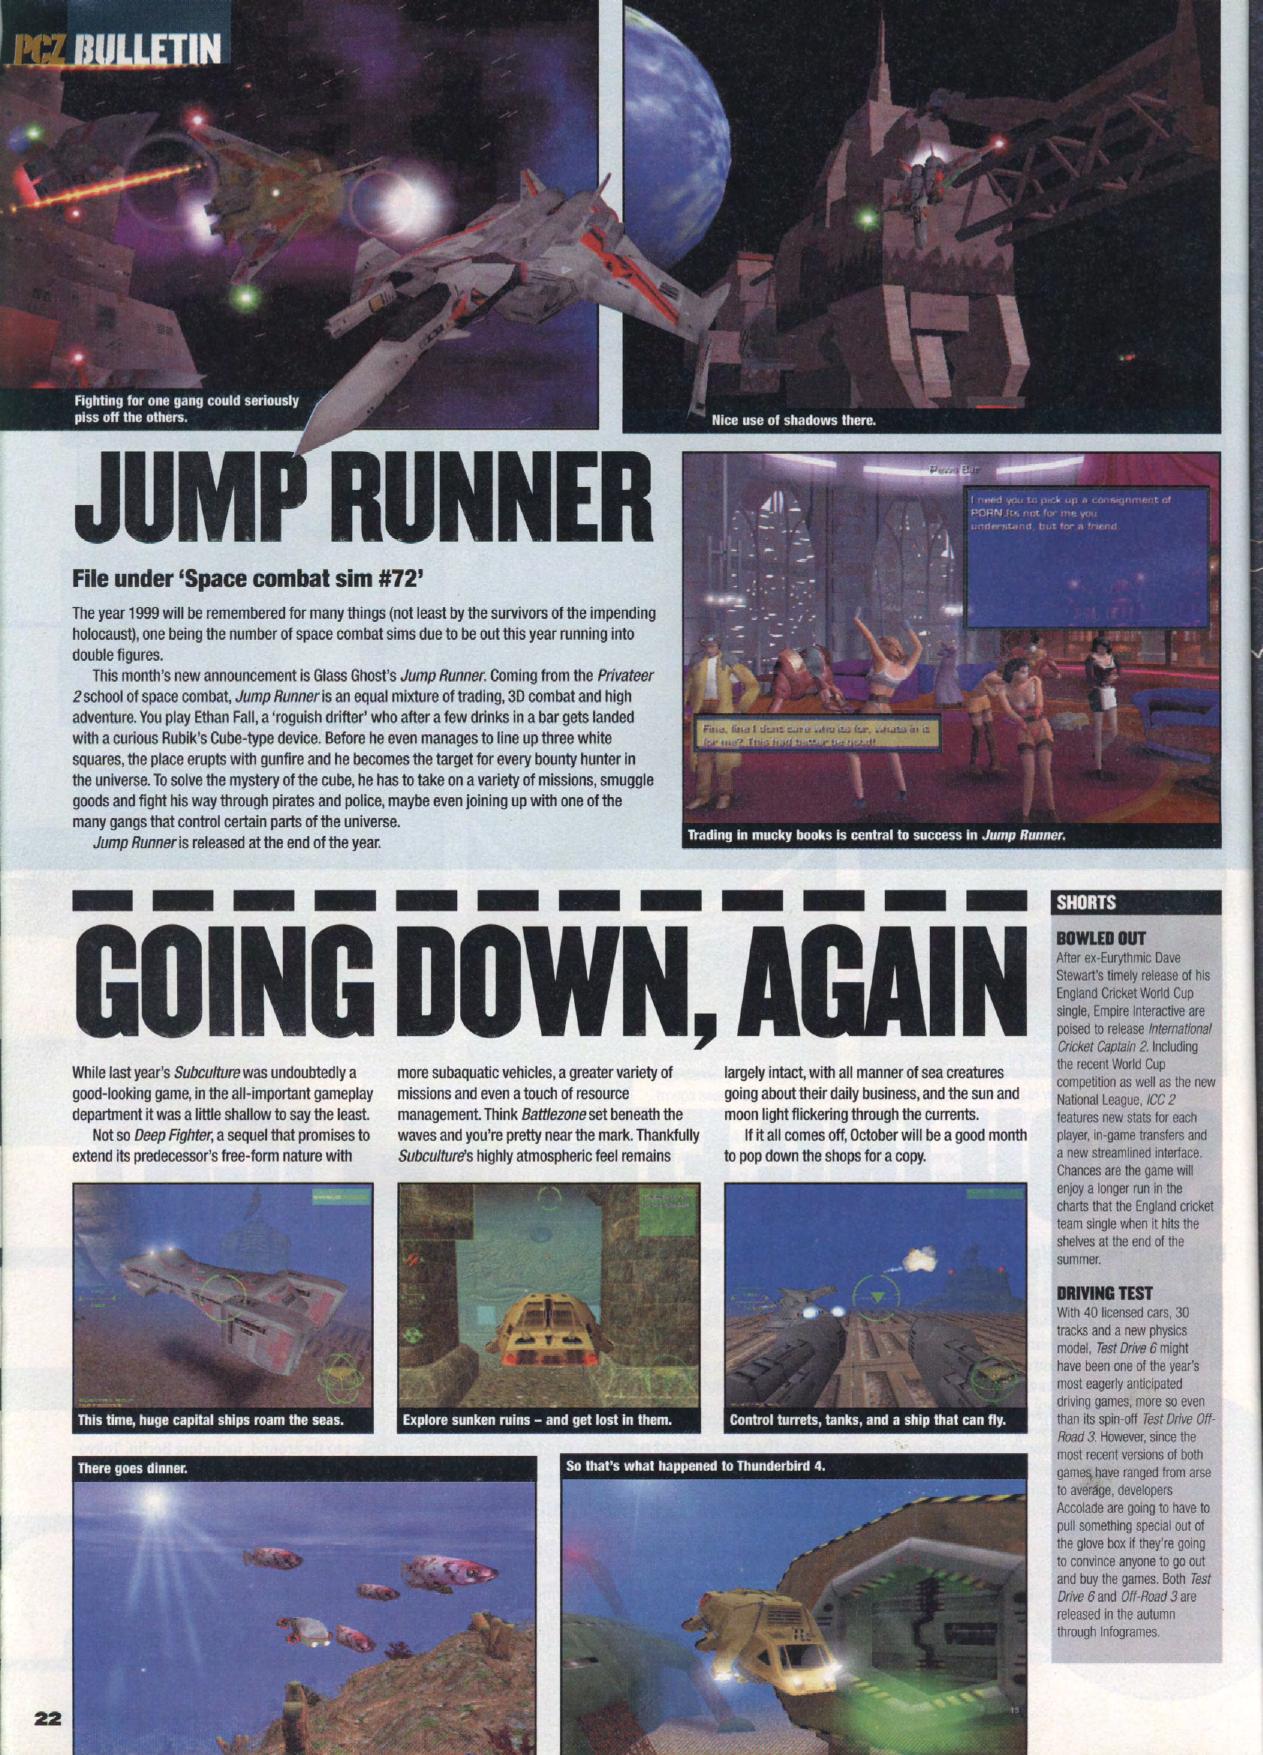 PCZ BULLETIN
Fighting for one gang could seriously
piss off the others.
Nice use of shadows there.
JUMP RUNNER
File under ‘Space combat sim #72’
The year 1999 will be remembered for many things (not least by the survivors of the impending
holocaust), one being the number of space combat sims due to be out this year running into
double figures.
This month's new announcement is Glass Ghost's Jump Runner. Coming from the Privateer
2 school of space combat, Jump Runner is an equal mixture of trading, 3D combat and high
adventure. You play Ethan Fall, a ‘roguish drifter’ who after a few drinks in a bar gets landed
with a curious Rubik's Cube-type device. Before he even manages to line up three white
squares, the place erupts with gunfire and he becomes the target for every bounty hunter in
the universe. To solve the mystery of the cube, he has to take on a variety of missions, smuggle
goods and fight his way through pirates and police, maybe even joining up with one of the
many gangs that control certain parts of the universe.
Jump Runner is released at the end of the year.
I need you to pick up a consignment of
PORN.Its not for me you
understand, but for a friend.
Fine, fine I dont care who its for, whats in it
for me? This had better be good!
Trading in mucky books is central to success in Jump Runner.
GOING DOWN, AGAIN
While last year's Subculture was undoubtedly a
good-looking game, in the all-important gameplay
department it was a little shallow to say the least.
Not so Deep Fighter, a sequel that promises to
extend its predecessor's free-form nature with
more subaquatic vehicles, a greater variety of
missions and even a touch of resource
management. Think Battlezone set beneath the
waves and you're pretty near the mark. Thankfully
Subculture's highly atmospheric feel remains
largely intact, with all manner of sea creatures
going about their daily business, and the sun and
moon light flickering through the currents.
If it all comes off, October will be a good month
to pop down the shops for a copy.
This time, huge capital ships roam the seas.
Explore sunken ruins – and get lost in them.
Control turrets, tanks, and a ship that can fly.
There goes dinner.
So that's what happened to Thunderbird 4.
SHORTS
BOWLED OUT
After ex-Eurythmic Dave
Stewart's timely release of his
England Cricket World Cup
single, Empire Interactive are
poised to release International
Cricket Captain 2. Including
the recent World Cup
competition as well as the new
National League, ICC 2
features new stats for each
player, in-game transfers and
a new streamlined interface.
Chances are the game will
enjoy a longer run in the
charts that the England cricket
team single when it hits the
shelves at the end of the
summer.
DRIVING TEST
With 40 licensed cars, 30
tracks and a new physics
model, Test Drive 6 might
have been one of the year's
most eagerly anticipated
driving games, more so even
than its spin-off Test Drive Off-
Road 3. However, since the
most recent versions of both
games have ranged from arse
to average, developers
Accolade are going to have to
pull something special out of
the glove box if they're going
to convince anyone to go out
and buy the games. Both Test
Drive 6 and Off-Road 3 are
released in the autumn
through Infogrames.
22